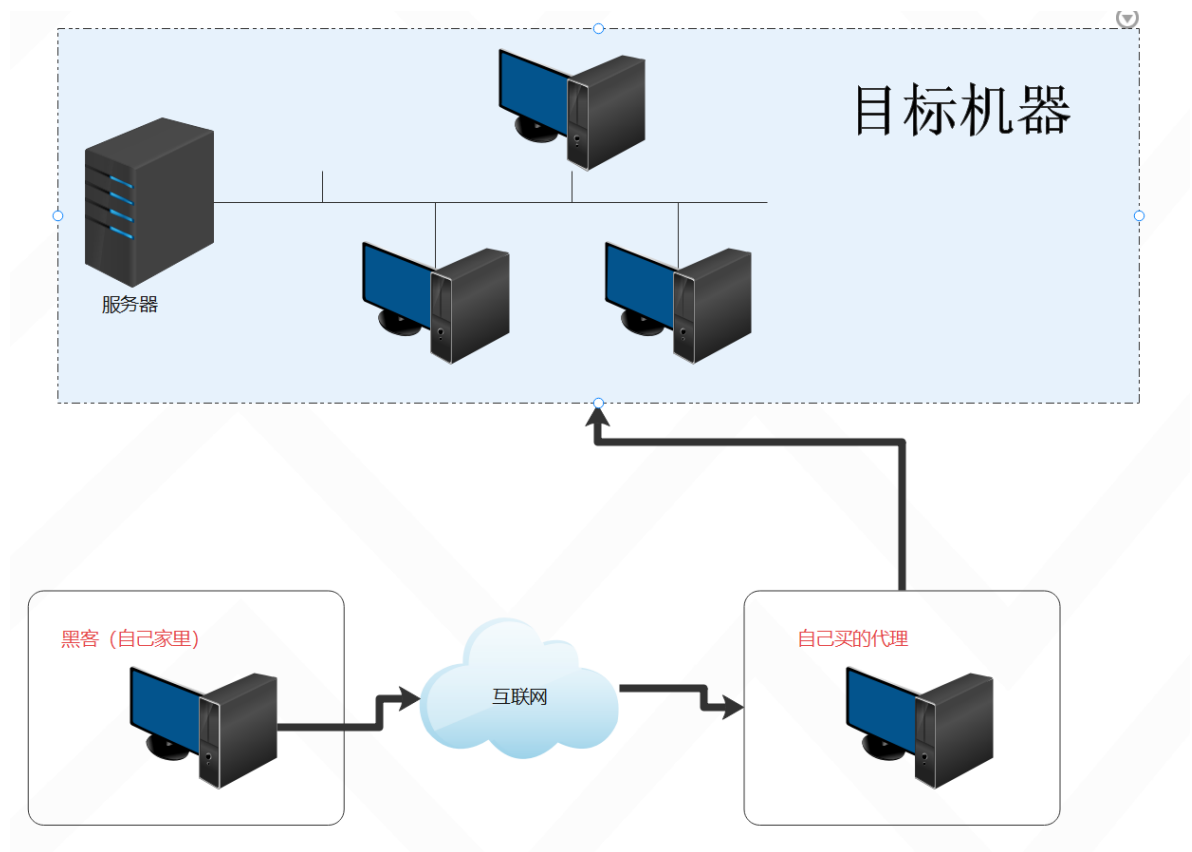 目标机器
服务器
黑客（自己家里）
互联网
自己买的代理